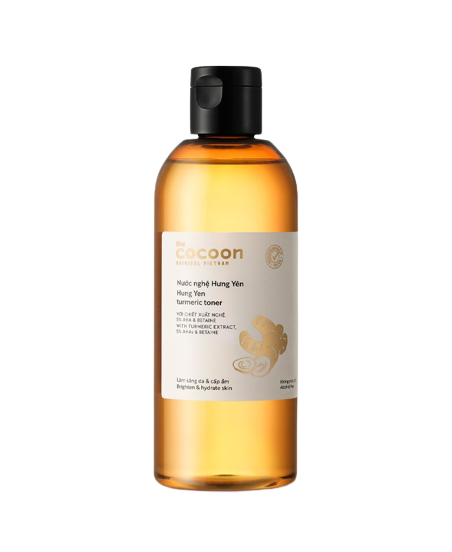 the
cocoon
ORIGINAL VIETNAM
Nước nghệ Hưng Yên
Hung Yen
turmeric toner
VỚI CHIẾT XUẤT NGHỆ,
5% AHA & BETAINE
WITH TURMERIC EXTRACT,
5% AHAs & BETAINE
Làm sáng da & cấp ẩm
Brighten & hydrate skin